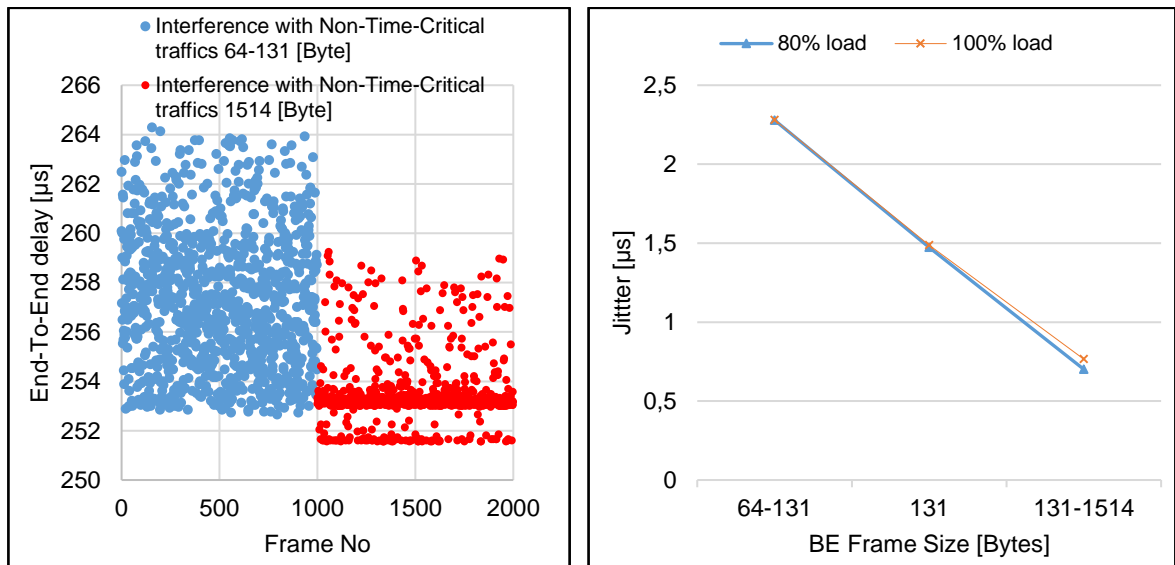 Interference with Non-Time-Critical
traffics 64-131 [Byte]
Interference with Non-Time-Critical
traffics 1514 [Byte]
End-To-End delay [µs]
266
264
262
260
258
256
254
252
250
0
500
1000
1500
2000
Frame No
80% load
100% load
Jittter [µs]
2,5
2
1,5
1
0,5
0
64-131
131
131-1514
BE Frame Size [Bytes]